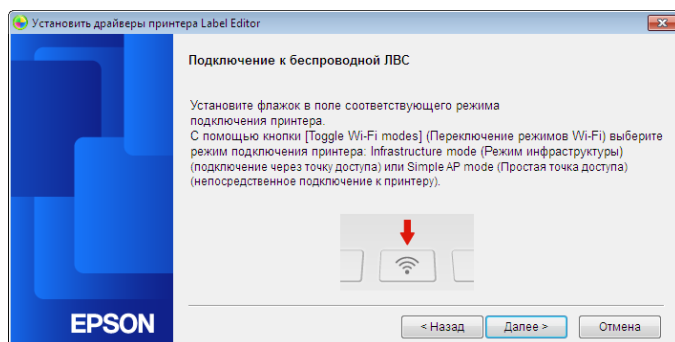 Установить драйверы принтера Label Editor
Подключение к беспроводной ЛВС
Установите флажок в поле соответствующего режима
подключения принтера.
С помощью кнопки [Toggle Wi-Fi modes] (Переключение режимов Wi-Fi) выберите
режим подключения принтера: Infrastructure mode (Режим инфраструктуры)
(подключение через точку доступа) или Simple AP mode (Простая точка доступа)
(непосредственное подключение к принтеру).
EPSON
< Назад Далее > Отмена